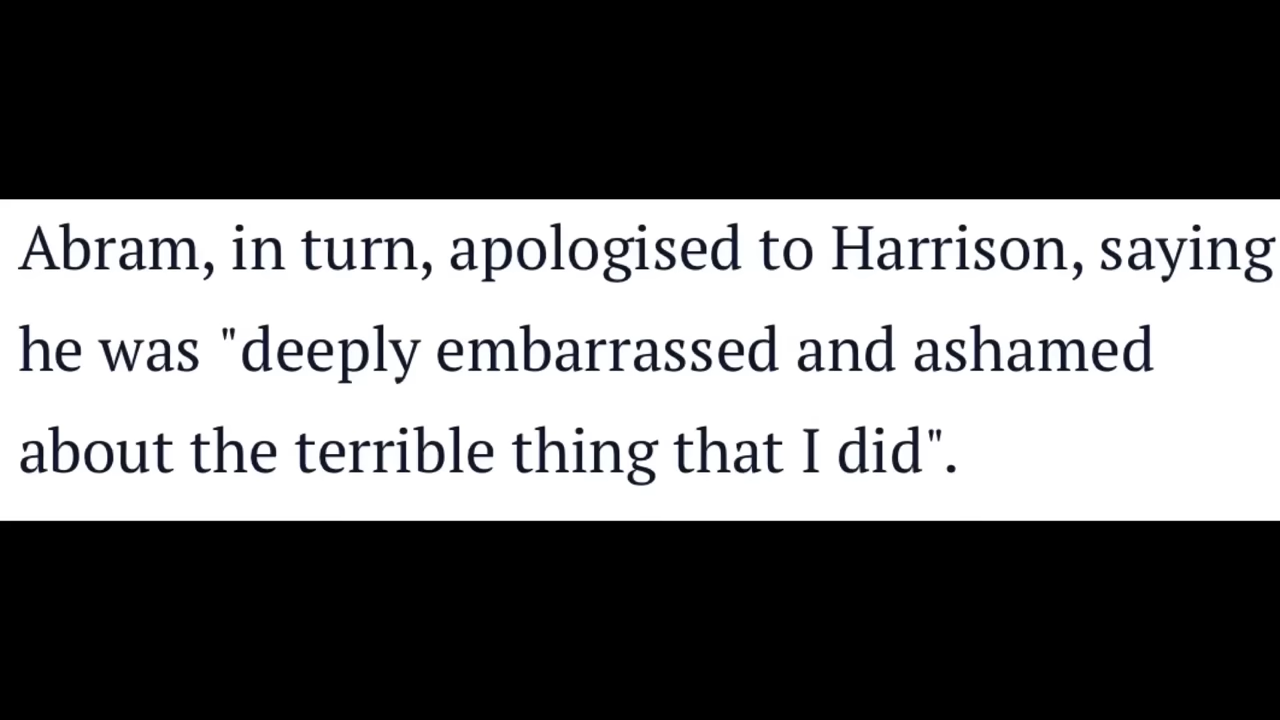 Abram, in turn, apologised to Harrison, saying
he was "deeply embarrassed and ashamed
about the terrible thing that I did".